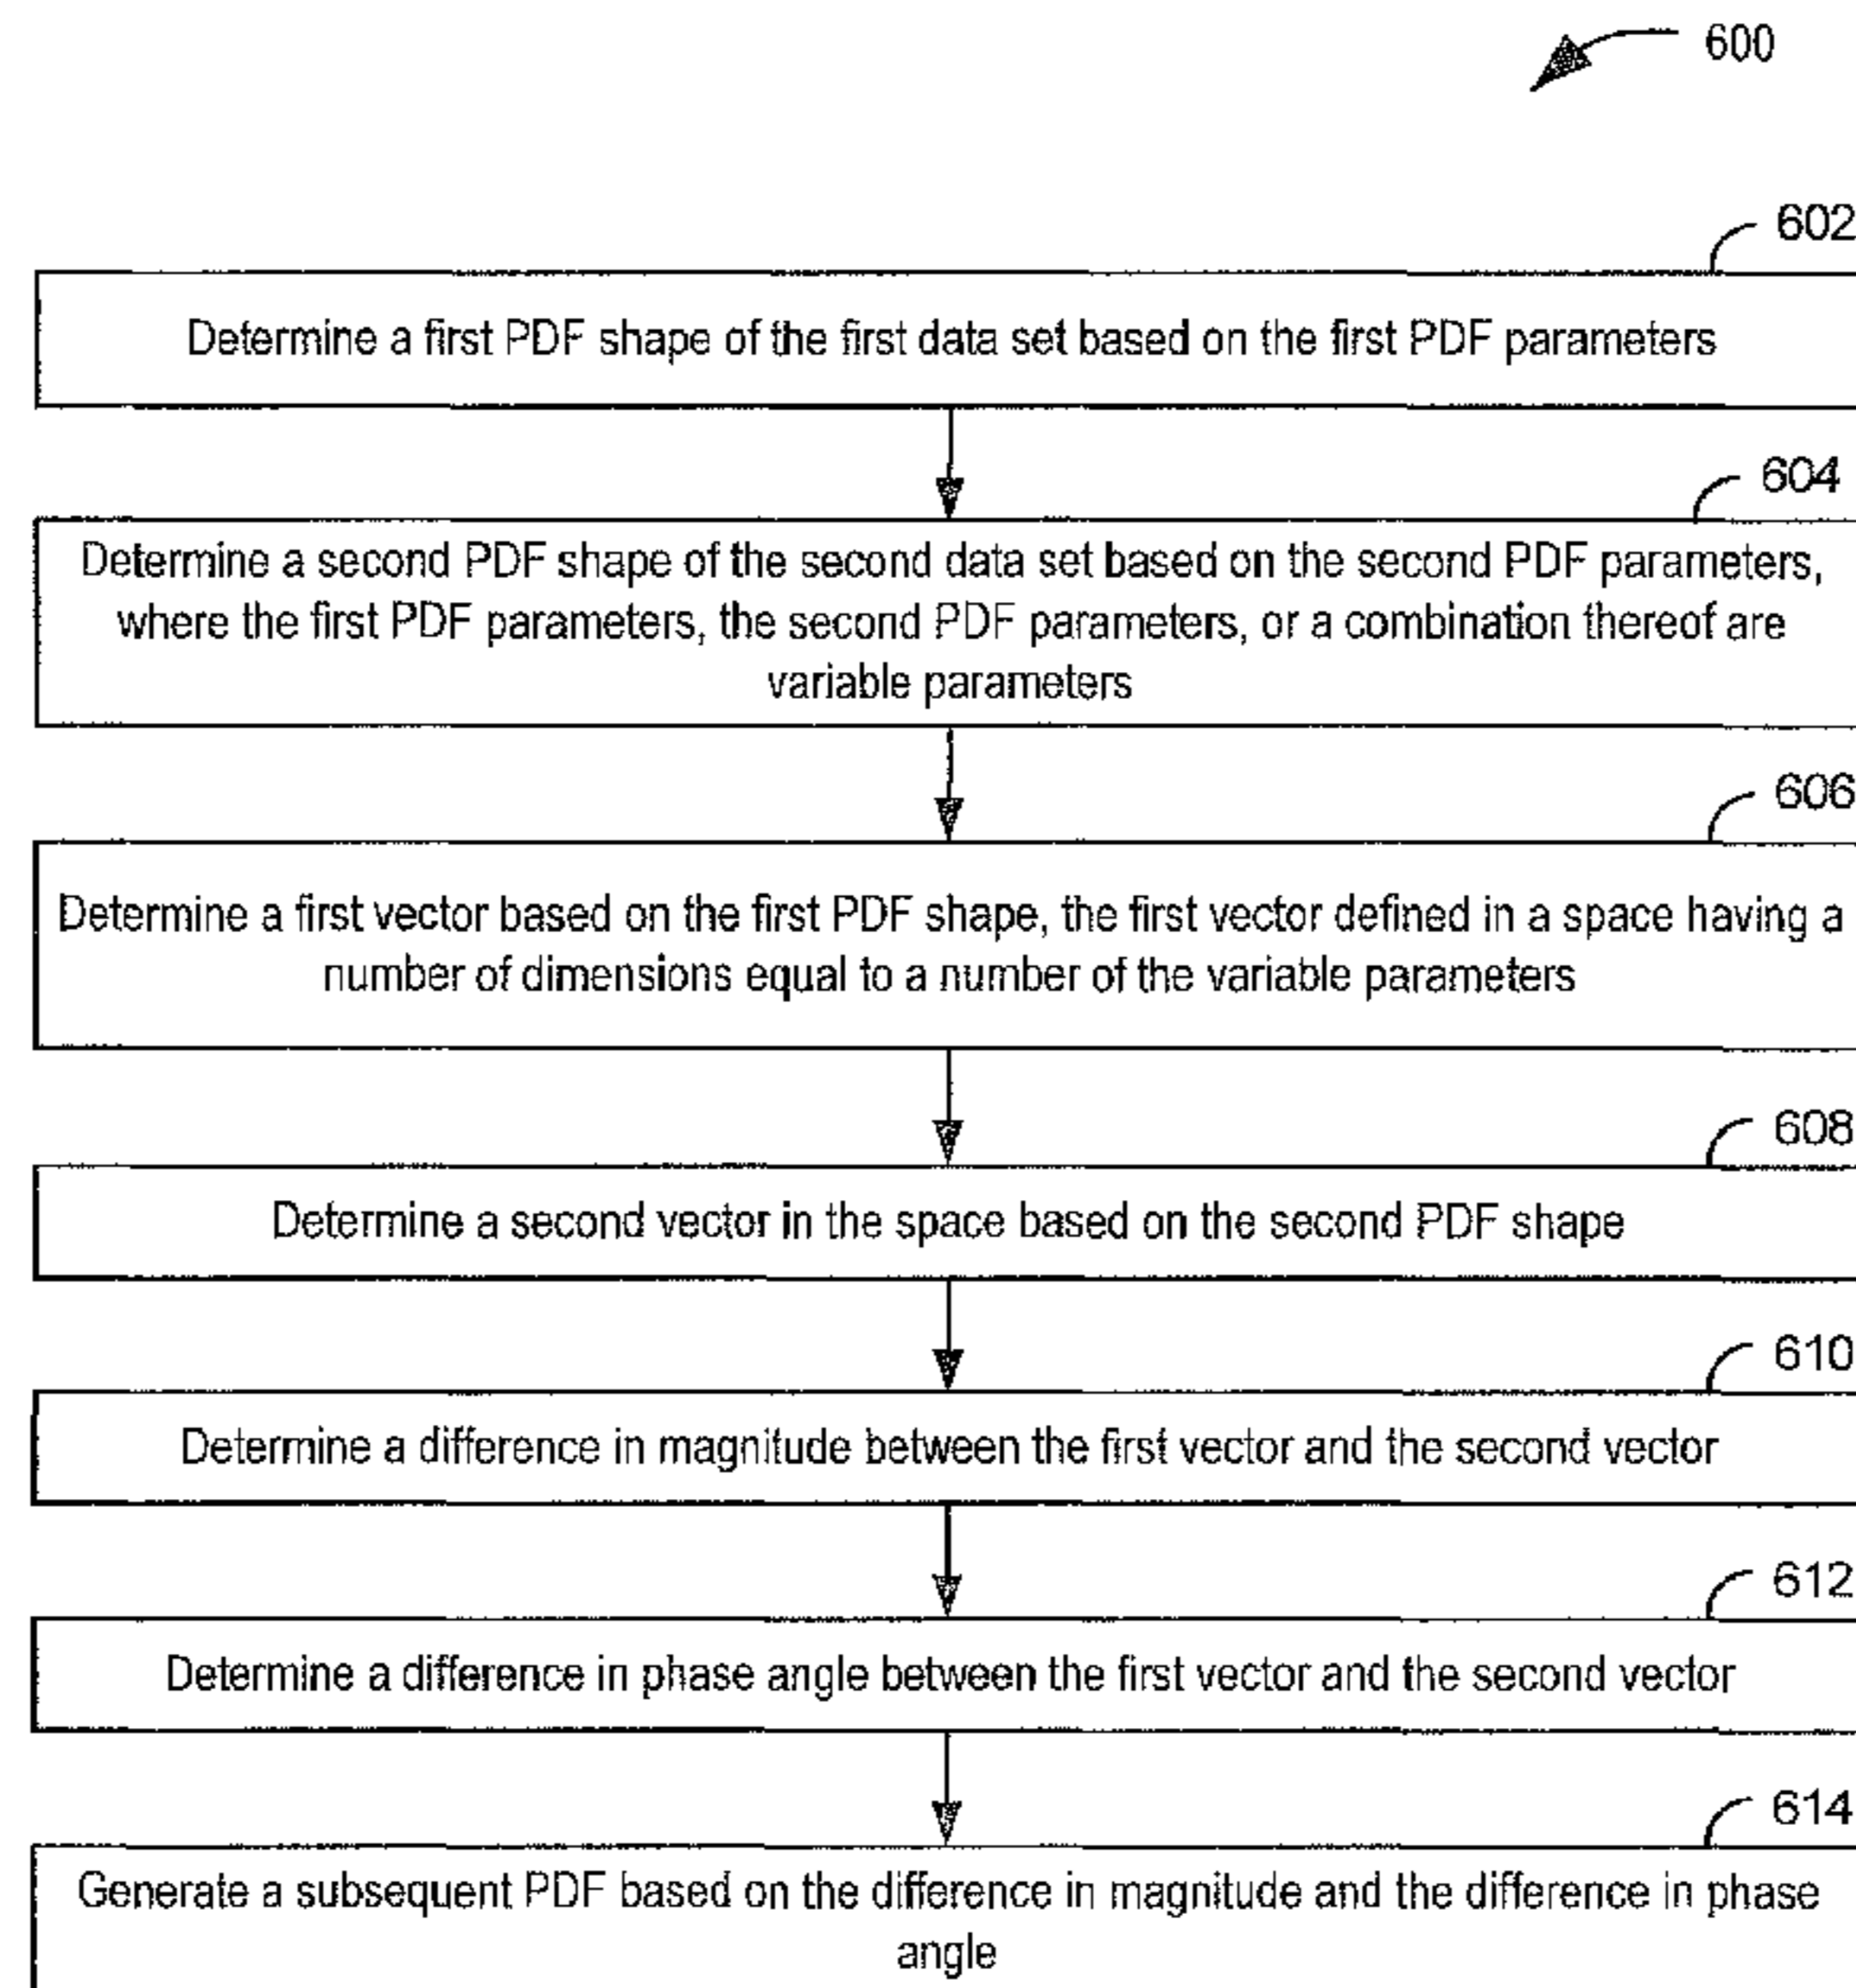 600
602
Determine a first PDF shape of the first data set based on the first PDF parameters
604
Determine a second PDF shape of the second data set based on the second PDF parameters,
where the first PDF parameters, the second PDF parameters, or a combination thereof are
variable parameters
606
Determine a first vector based on the first PDF shape, the first vector defined in a space having a
number of dimensions equal to a number of the variable parameters
608
Determine a second vector in the space based on the second PDF shape
610
Determine a difference in magnitude between the first vector and the second vector
612
Determine a difference in phase angle between the first vector and the second vector
614
Generate a subsequent PDF based on the difference in magnitude and the difference in phase
angle